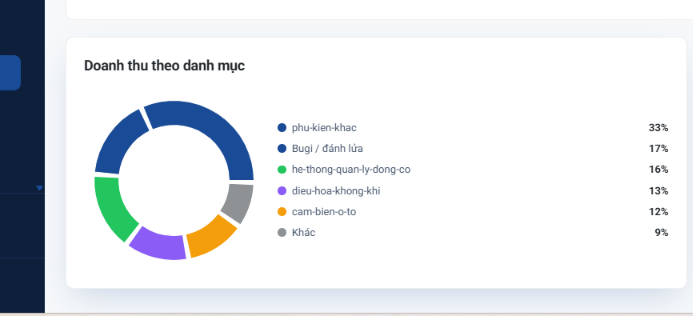 Doanh thu theo danh mục
phu-kien-khac 33%
Bugi / đánh lửa 17%
he-thong-quan-ly-dong-co 16%
dieu-hoa-khong-khi 13%
cam-bien-o-to 12%
Khác 9%